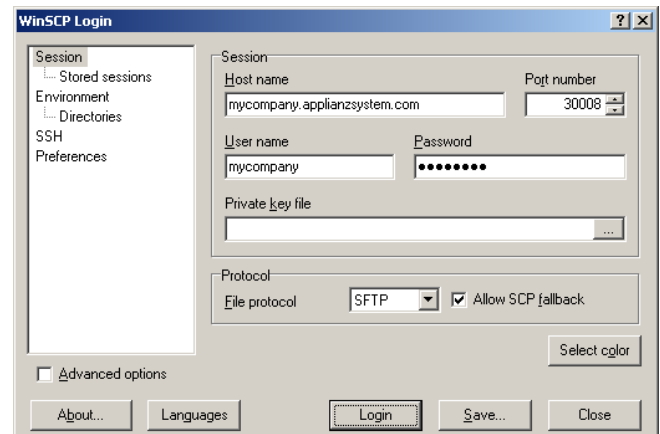 WinSCP Login
Session
Stored sessions
Environment
Directories
SSH
Preferences
Session
Host name Port number
mycompany.applianzsystem.com 30008
User name Password
mycompany ••••••••
Private key file
...
Protocol
File protocol SFTP Allow SCP fallback
Select color
Advanced options
About... Languages Login Save... Close